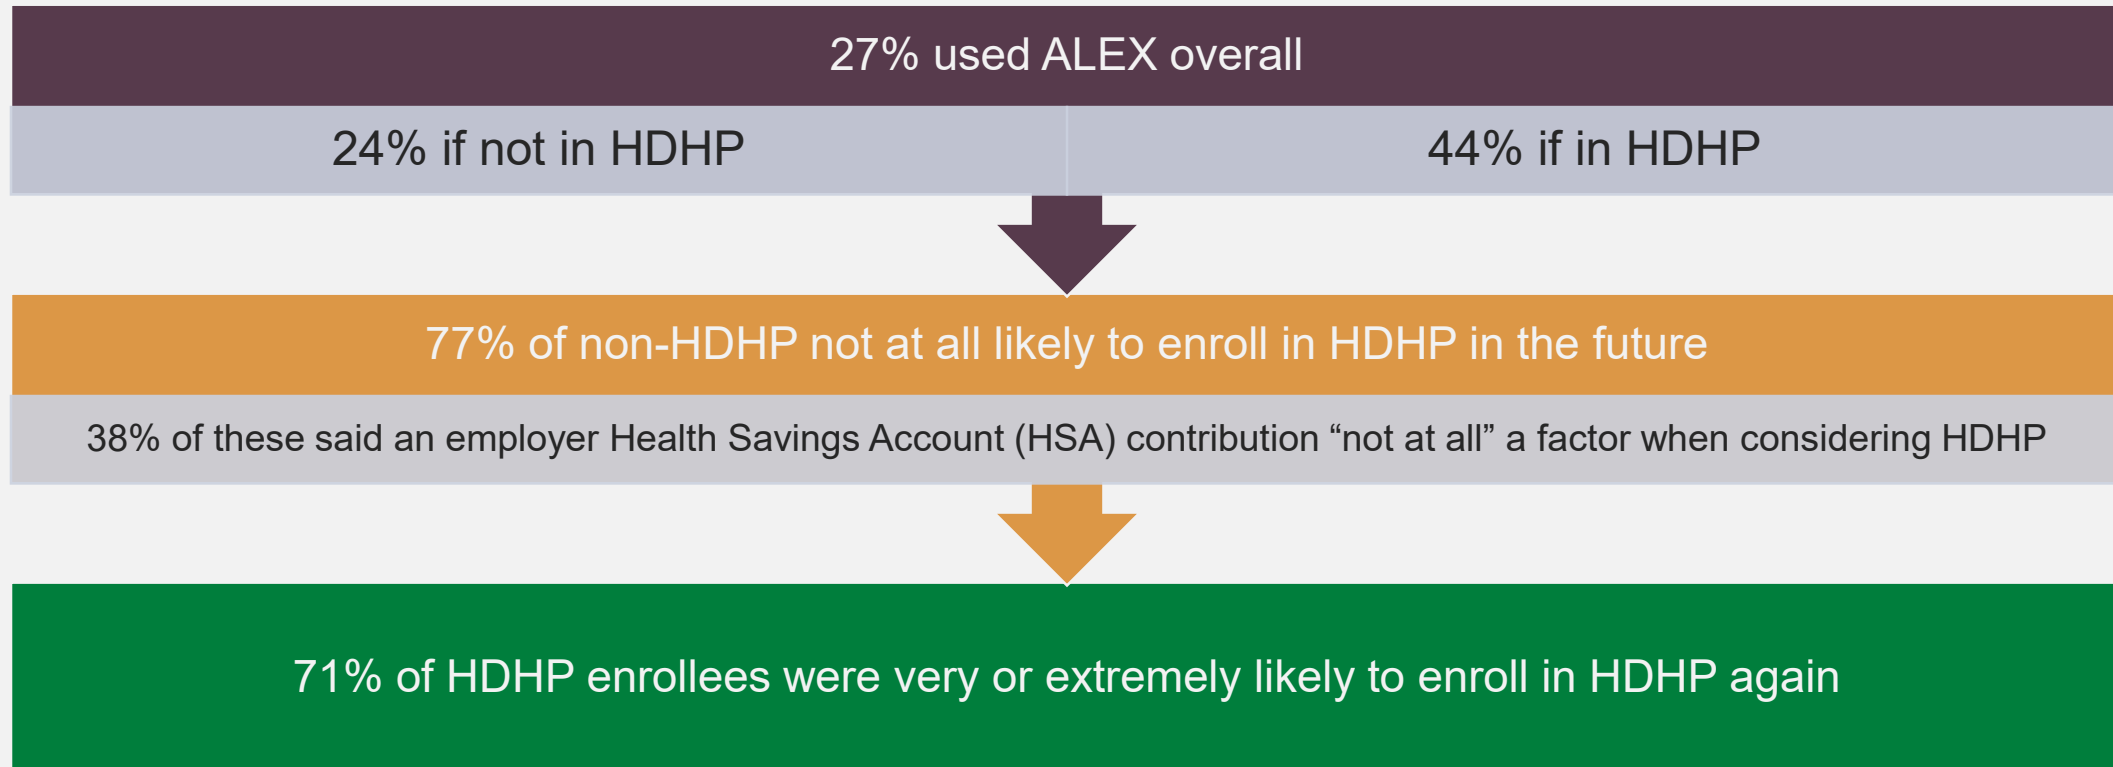 27% used ALEX overall
24% if not in HDHP
44% if in HDHP
77% of non-HDHP not at all likely to enroll in HDHP in the future
38% of these said an employer Health Savings Account (HSA) contribution “not at all” a factor when considering HDHP
71% of HDHP enrollees were very or extremely likely to enroll in HDHP again